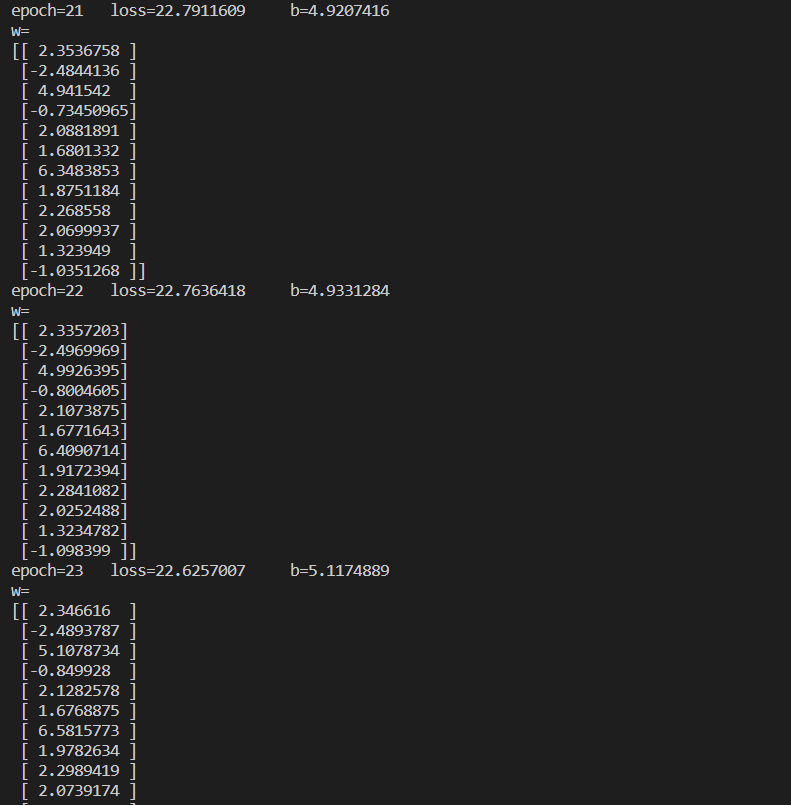 epoch=21   loss=22.7911609     b=4.9207416
w=
[[ 2.3536758 ]
 [-2.4844136 ]
 [ 4.941542  ]
 [-0.73450965]
 [ 2.0881891 ]
 [ 1.6801332 ]
 [ 6.3483853 ]
 [ 1.8751184 ]
 [ 2.268558  ]
 [ 2.0699937 ]
 [ 1.323949  ]
 [-1.0351268 ]]
epoch=22   loss=22.7636418     b=4.9331284
w=
[[ 2.3357203]
 [-2.4969969]
 [ 4.9926395]
 [-0.8004605]
 [ 2.1073875]
 [ 1.6771643]
 [ 6.4090714]
 [ 1.9172394]
 [ 2.2841082]
 [ 2.0252488]
 [ 1.3234782]
 [-1.098399 ]]
epoch=23   loss=22.6257007     b=5.1174889
w=
[[ 2.346616  ]
 [-2.4893787 ]
 [ 5.1078734 ]
 [-0.849928  ]
 [ 2.1282578 ]
 [ 1.6768875 ]
 [ 6.5815773 ]
 [ 1.9782634 ]
 [ 2.2989419 ]
 [ 2.0739174 ]